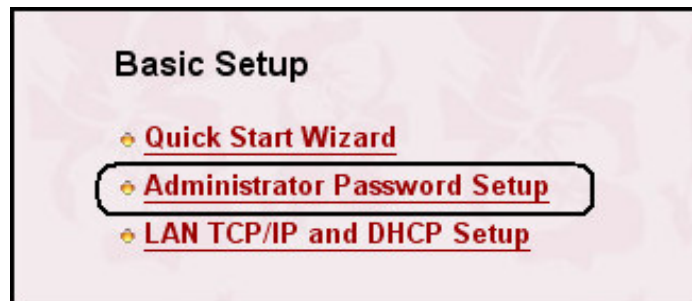 Basic Setup
Quick Start Wizard
Administrator Password Setup
LAN TCP/IP and DHCP Setup